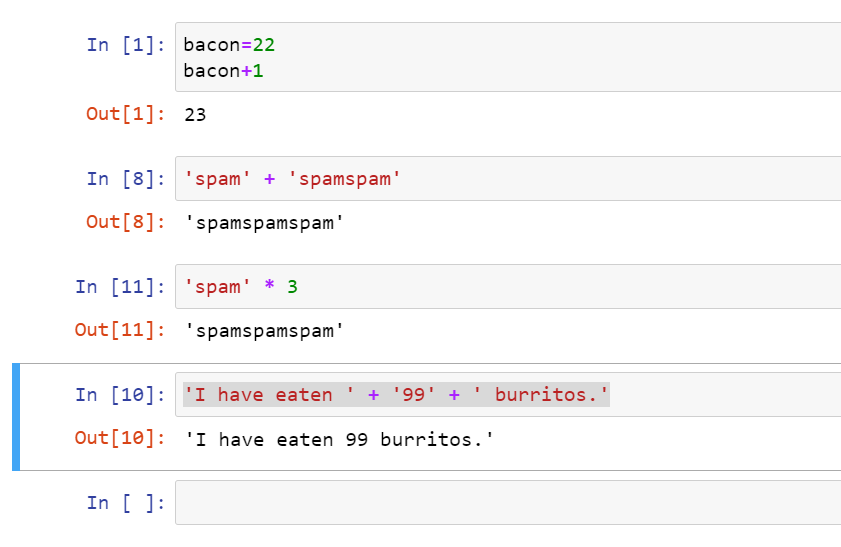 In [1]: bacon=22
bacon+1
Out[1]: 23
In [8]: 'spam' + 'spamspam'
Out[8]: 'spamspamspam'
In [11]: 'spam' * 3
Out[11]: 'spamspamspam'
In [10]: 'I have eaten ' + '99' + ' burritos.'
Out[10]: 'I have eaten 99 burritos.'
In [ ]: